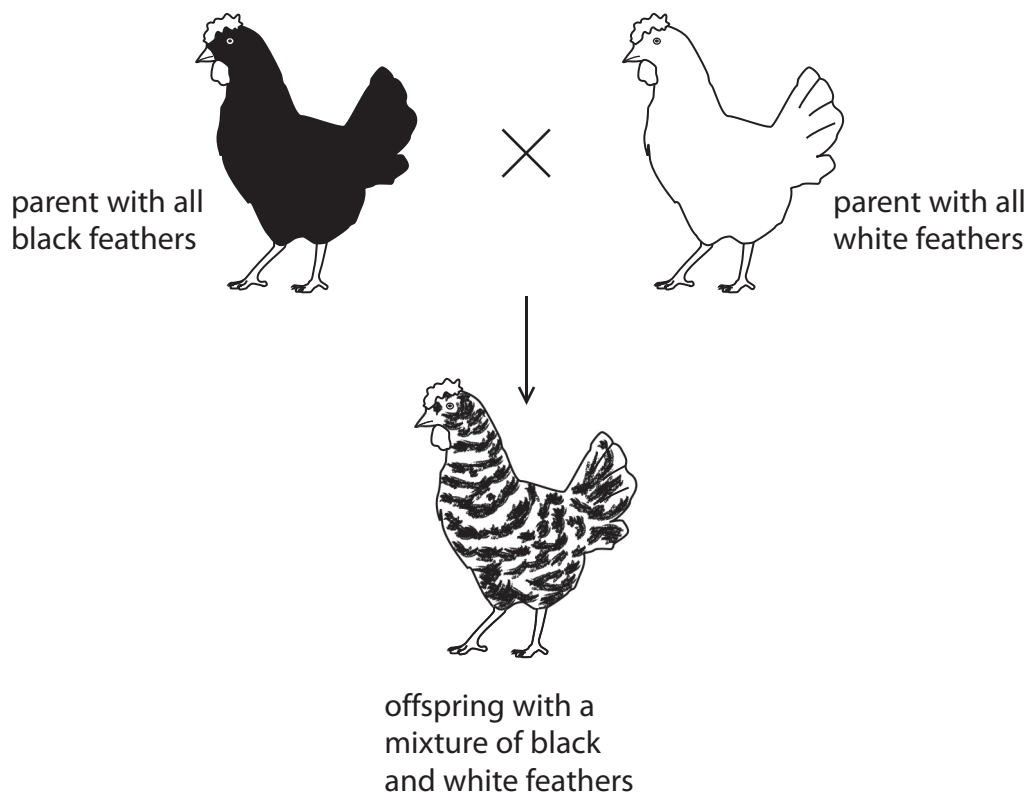 parent with all
black feathers
parent with all
white feathers
offspring with a
mixture of black
and white feathers